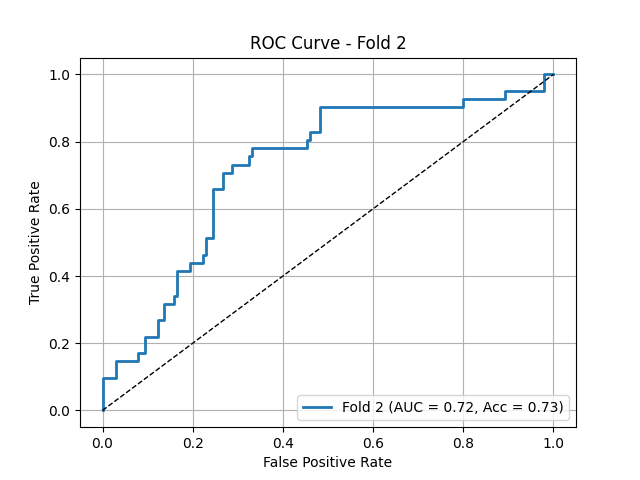 ROC Curve - Fold 2
True Positive Rate
1.0
0.8
0.6
0.4
0.2
0.0
Fold 2 (AUC = 0.72, Acc = 0.73)
0.0 0.2 0.4 0.6 0.8 1.0
False Positive Rate